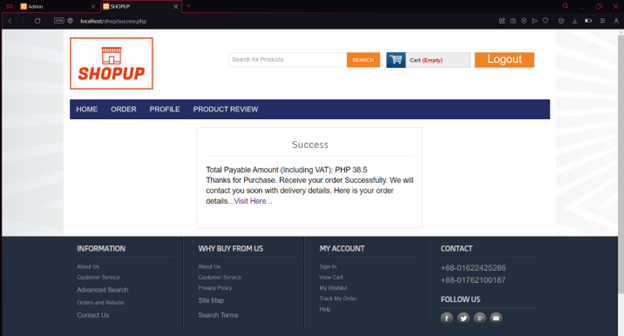 Admin
SHOPUP
localhost/shop/success.php
SHOPUP
Search for Products
SEARCH
Cart (Empty)
Logout
HOME
ORDER
PROFILE
PRODUCT REVIEW
Success
Total Payable Amount (Including VAT): PHP 38.5
Thanks for Purchase. Receive your order Successfully. We will
contact you soon with delivery details. Here is your order
details...Visit Here...
INFORMATION
About Us
Customer Service
Advanced Search
Orders and Returns
Contact Us
WHY BUY FROM US
About Us
Customer Service
Privacy Policy
Site Map
Search Terms
MY ACCOUNT
Sign In
View Cart
My Wishlist
Track My Order
Help
CONTACT
+88-01622425286
+88-01762100187
FOLLOW US